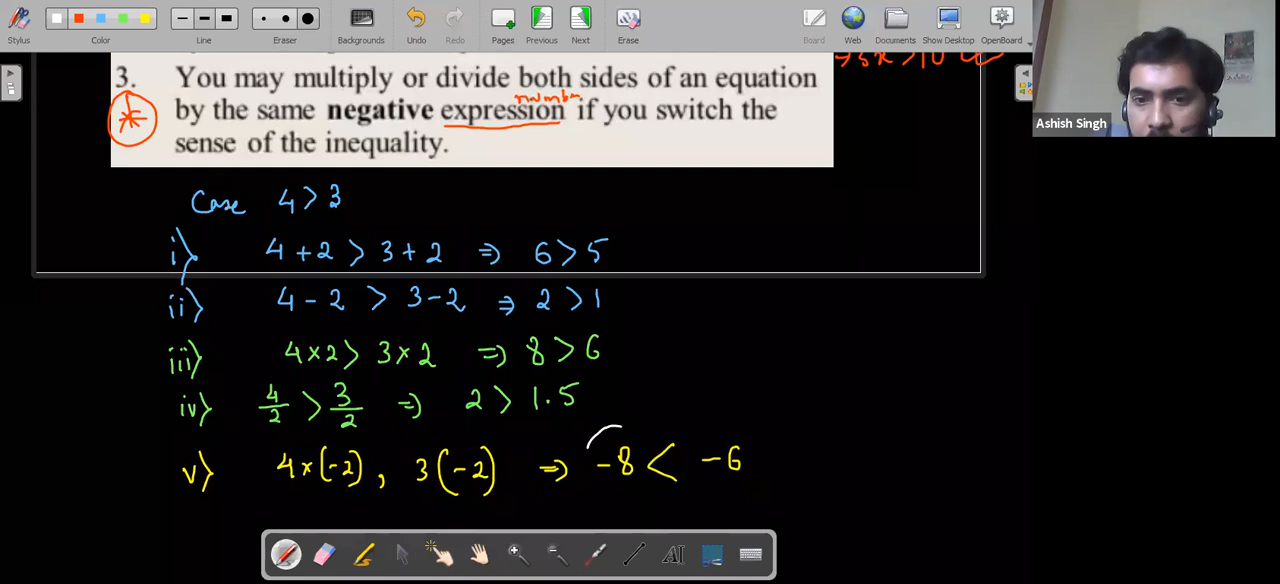 Stylus Color Line Eraser Backgrounds Undo Redo Pages Previous Next Erase Board Web Documents Show Desktop OpenBoard
→3x > 10
3. You may multiply or divide both sides of an equation
number
by the same negative expression if you switch the
sense of the inequality.
Ashish Singh
Case 4 > 3
i) 4 + 2 > 3 + 2 ⇒ 6 > 5
ii) 4 - 2 > 3 - 2 ⇒ 2 > 1
iii) 4 × 2 > 3 × 2 ⇒ 8 > 6
iv) 4/2 > 3/2 ⇒ 2 > 1.5
v) 4 × (-2) , 3 (-2) ⇒ -8 < -6
AI